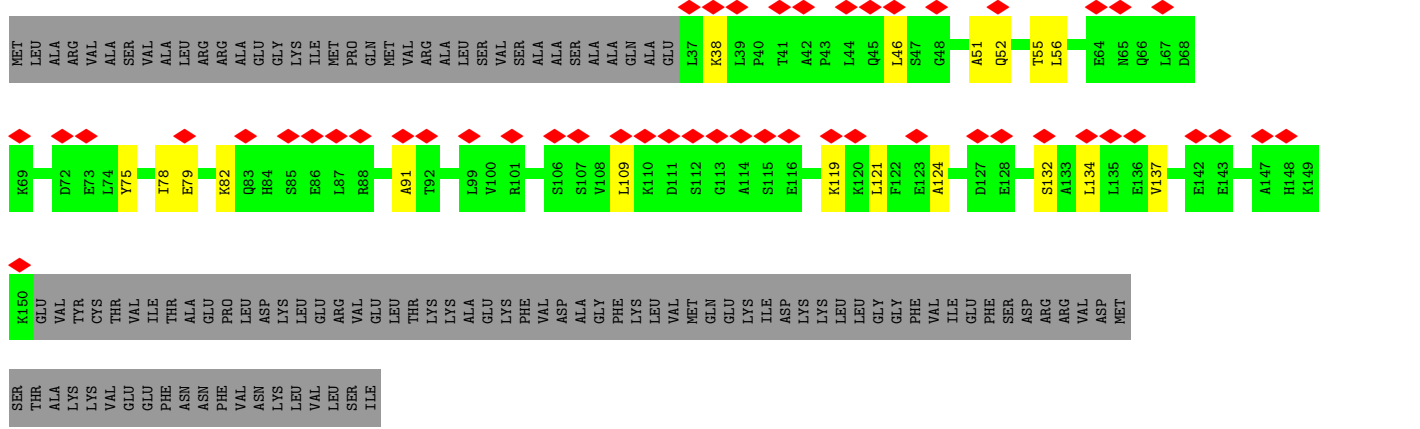 MET LEU ALA ARG VAL ALA SER VAL ALA LEU ARG ARG ALA GLU GLY LYS ILE MET PRO GLN MET VAL ARG ALA LEU SER VAL SER ALA ALA SER ALA ALA GLN ALA GLU L37 K38 L39 P40 T41 A42 P43 L44 Q45 L46 S47 G48 A51 Q52 T55 L56 E64 N65 Q66 L67 D68
K69 D72 E73 L74 Y75 I78 E79 K82 Q83 H84 S85 E86 L87 R88 A91 T92 L99 V100 R101 S106 S107 V108 L109 K110 D111 S112 G113 A114 S115 E116 K119 K120 L121 F122 E123 A124 D127 E128 S132 A133 L134 L135 E136 V137 E142 E143 A147 H148 K149
K150 GLU VAL TYR CYS THR VAL ILE THR ALA GLU PRO LEU ASP LYS LEU GLU ARG VAL GLU LEU THR LYS LYS ALA GLU LYS PHE VAL ASP ALA GLY PHE LYS LEU VAL MET GLN GLU LYS ILE ASP LYS LYS LEU LEU GLY GLY PHE VAL ILE GLU PHE SER ASP ARG ARG VAL ASP MET
SER THR ALA LYS LYS VAL GLU GLU PHE ASN ASN PHE VAL ASN LYS LEU VAL LEU SER ILE